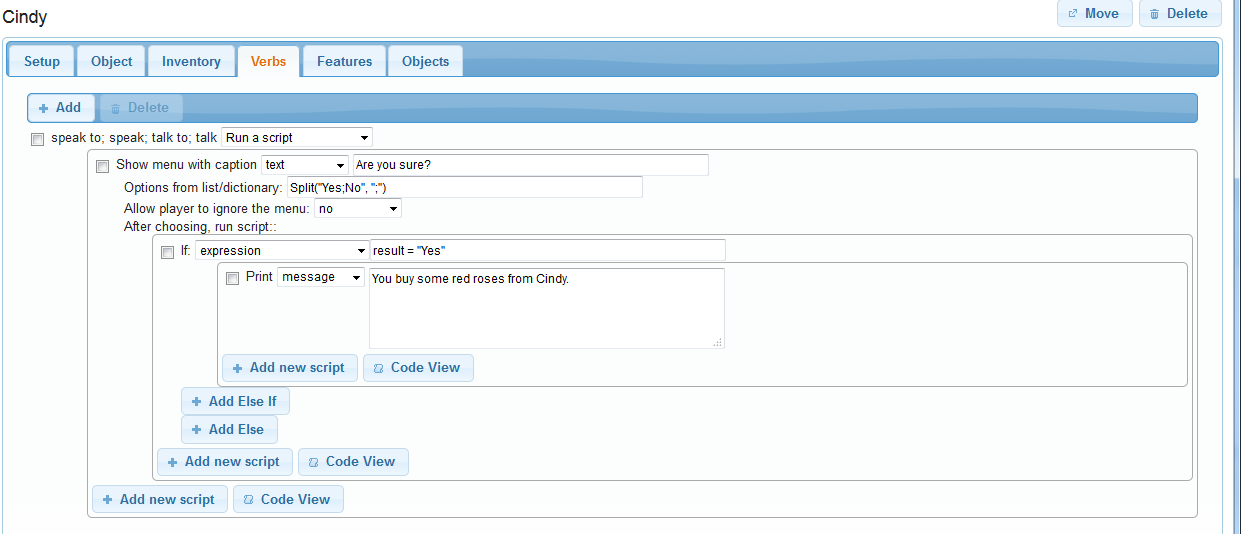 Cindy Move Delete
Setup Object Inventory Verbs Features Objects
Add Delete
speak to; speak; talk to; talk Run a script
Show menu with caption text Are you sure?
Options from list/dictionary: Split("Yes;No", ";")
Allow player to ignore the menu: no
After choosing, run script::
If: expression result = "Yes"
Print message You buy some red roses from Cindy.
Add new script Code View
Add Else If
Add Else
Add new script Code View
Add new script Code View